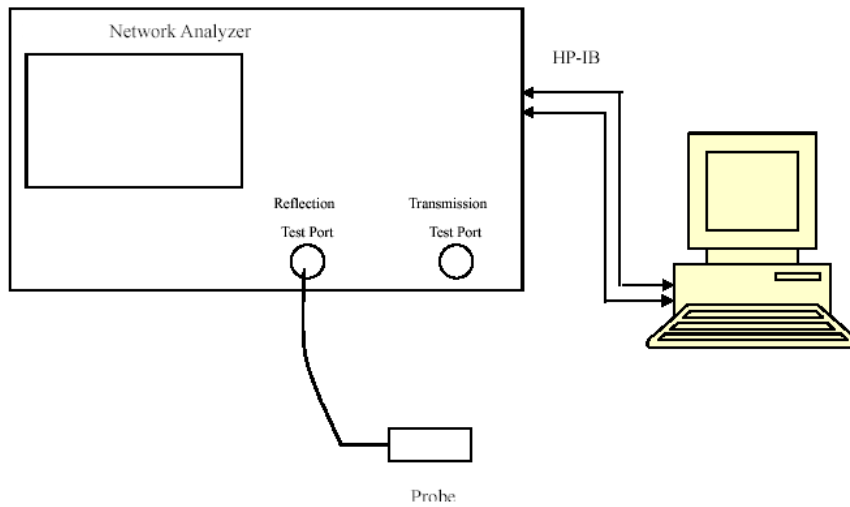 Network Analyzer
HP-IB
Reflection
Test Port
Transmission
Test Port
Probe